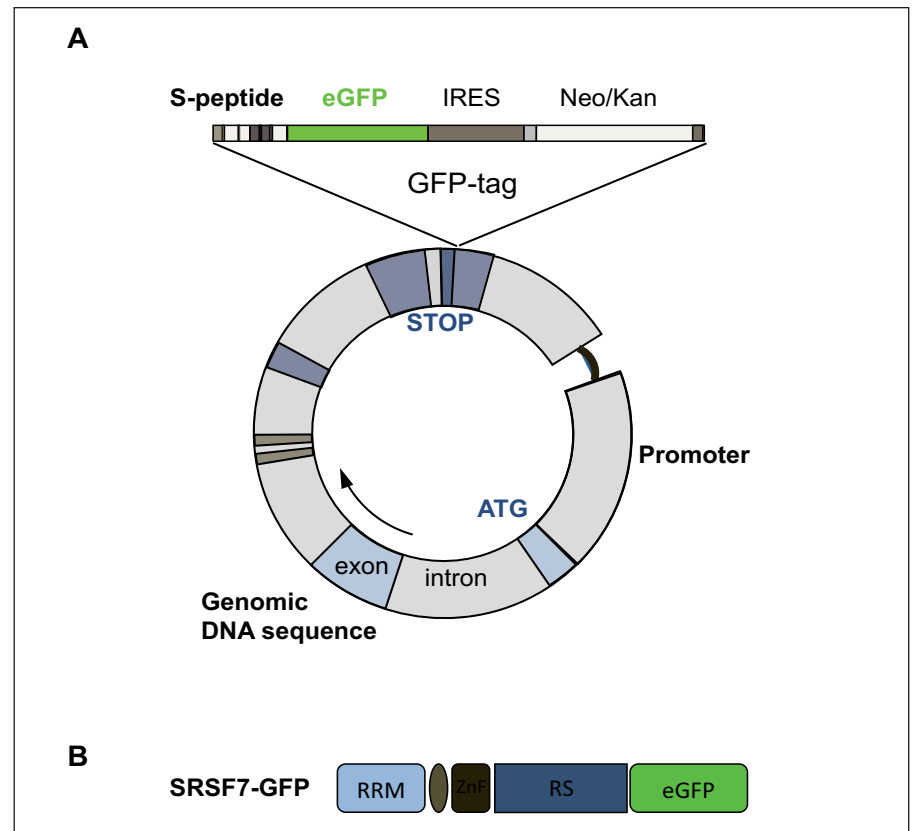 A
S-peptide eGFP IRES Neo/Kan
GFP-tag
STOP
Promoter
ATG
exon
intron
Genomic
DNA sequence
B
SRSF7-GFP RRM ZnF RS eGFP